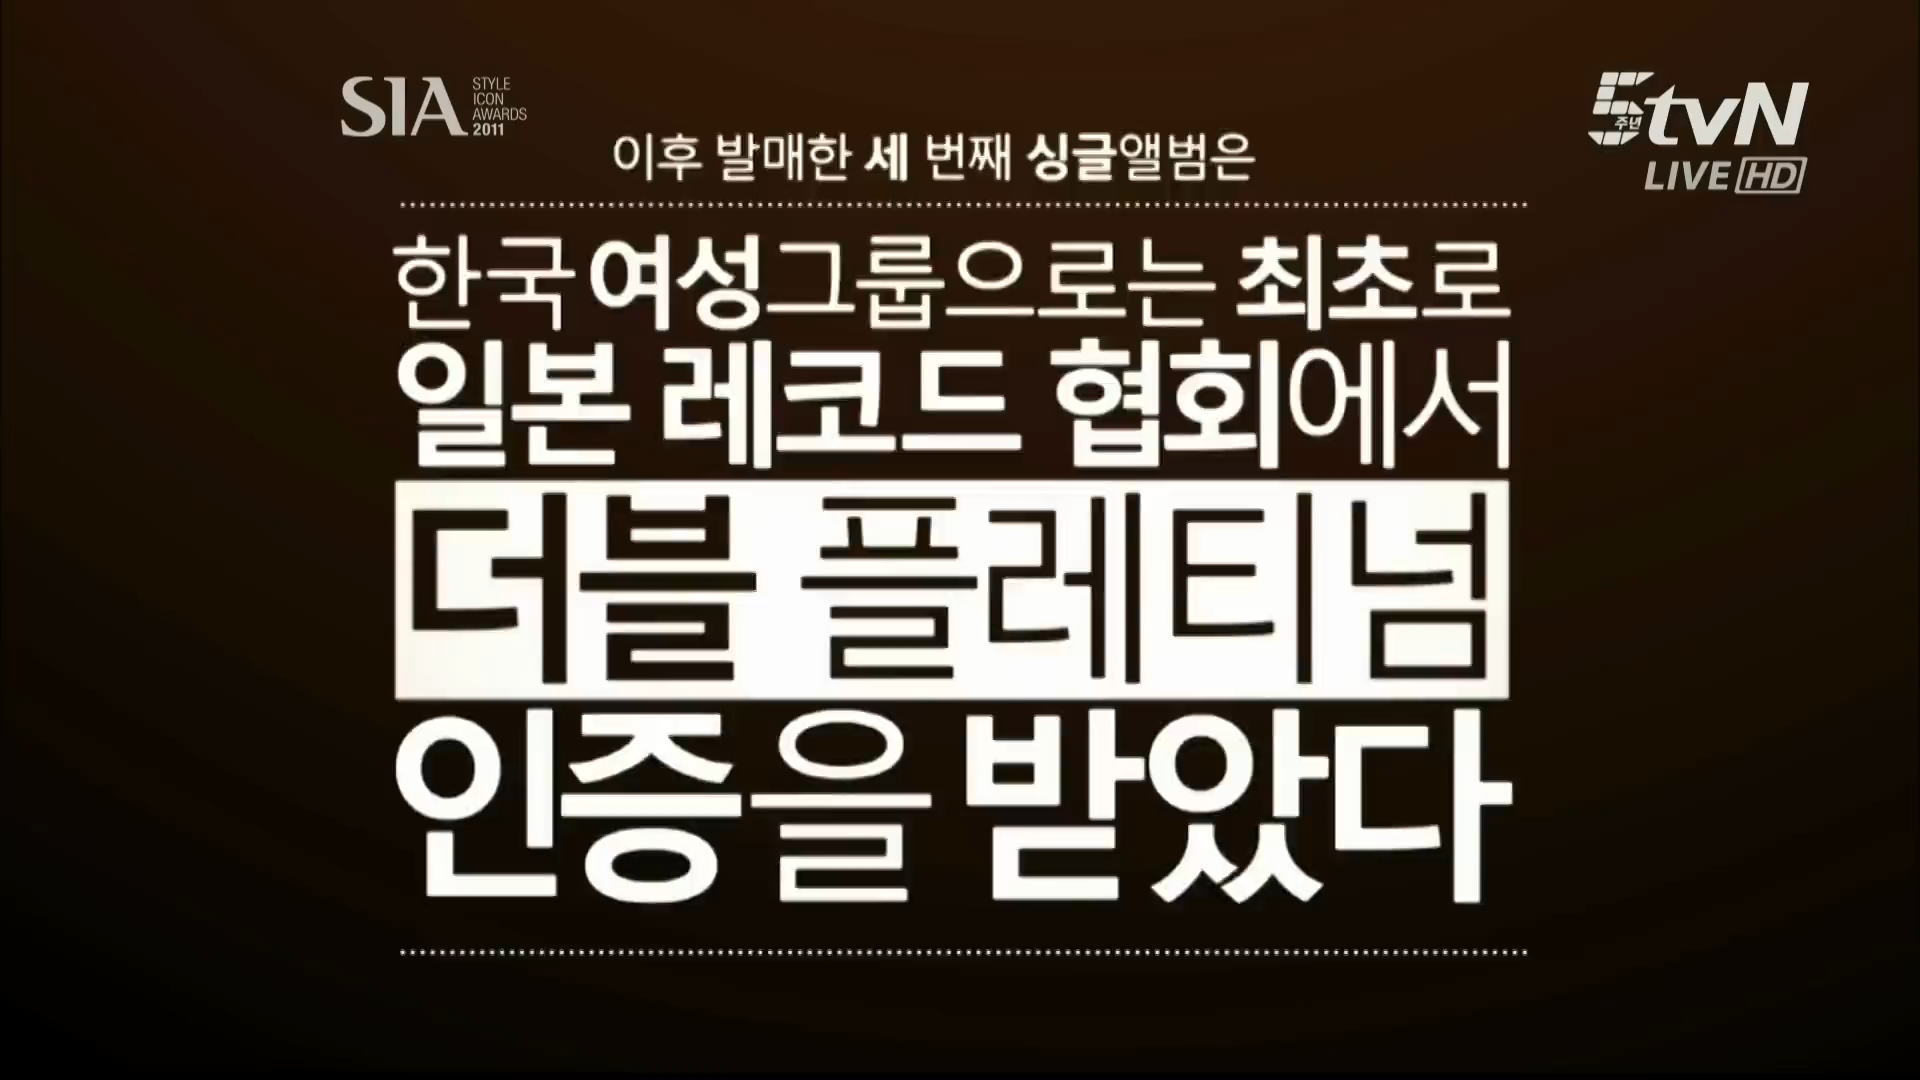 SIA STYLE
ICON
AWARDS
2011
5주년 tvN
LIVE HD
이후 발매한 세 번째 싱글앨범은
한국 여성그룹으로는 최초로
일본 레코드 협회에서
더블 플레티넘
인증을 받았다